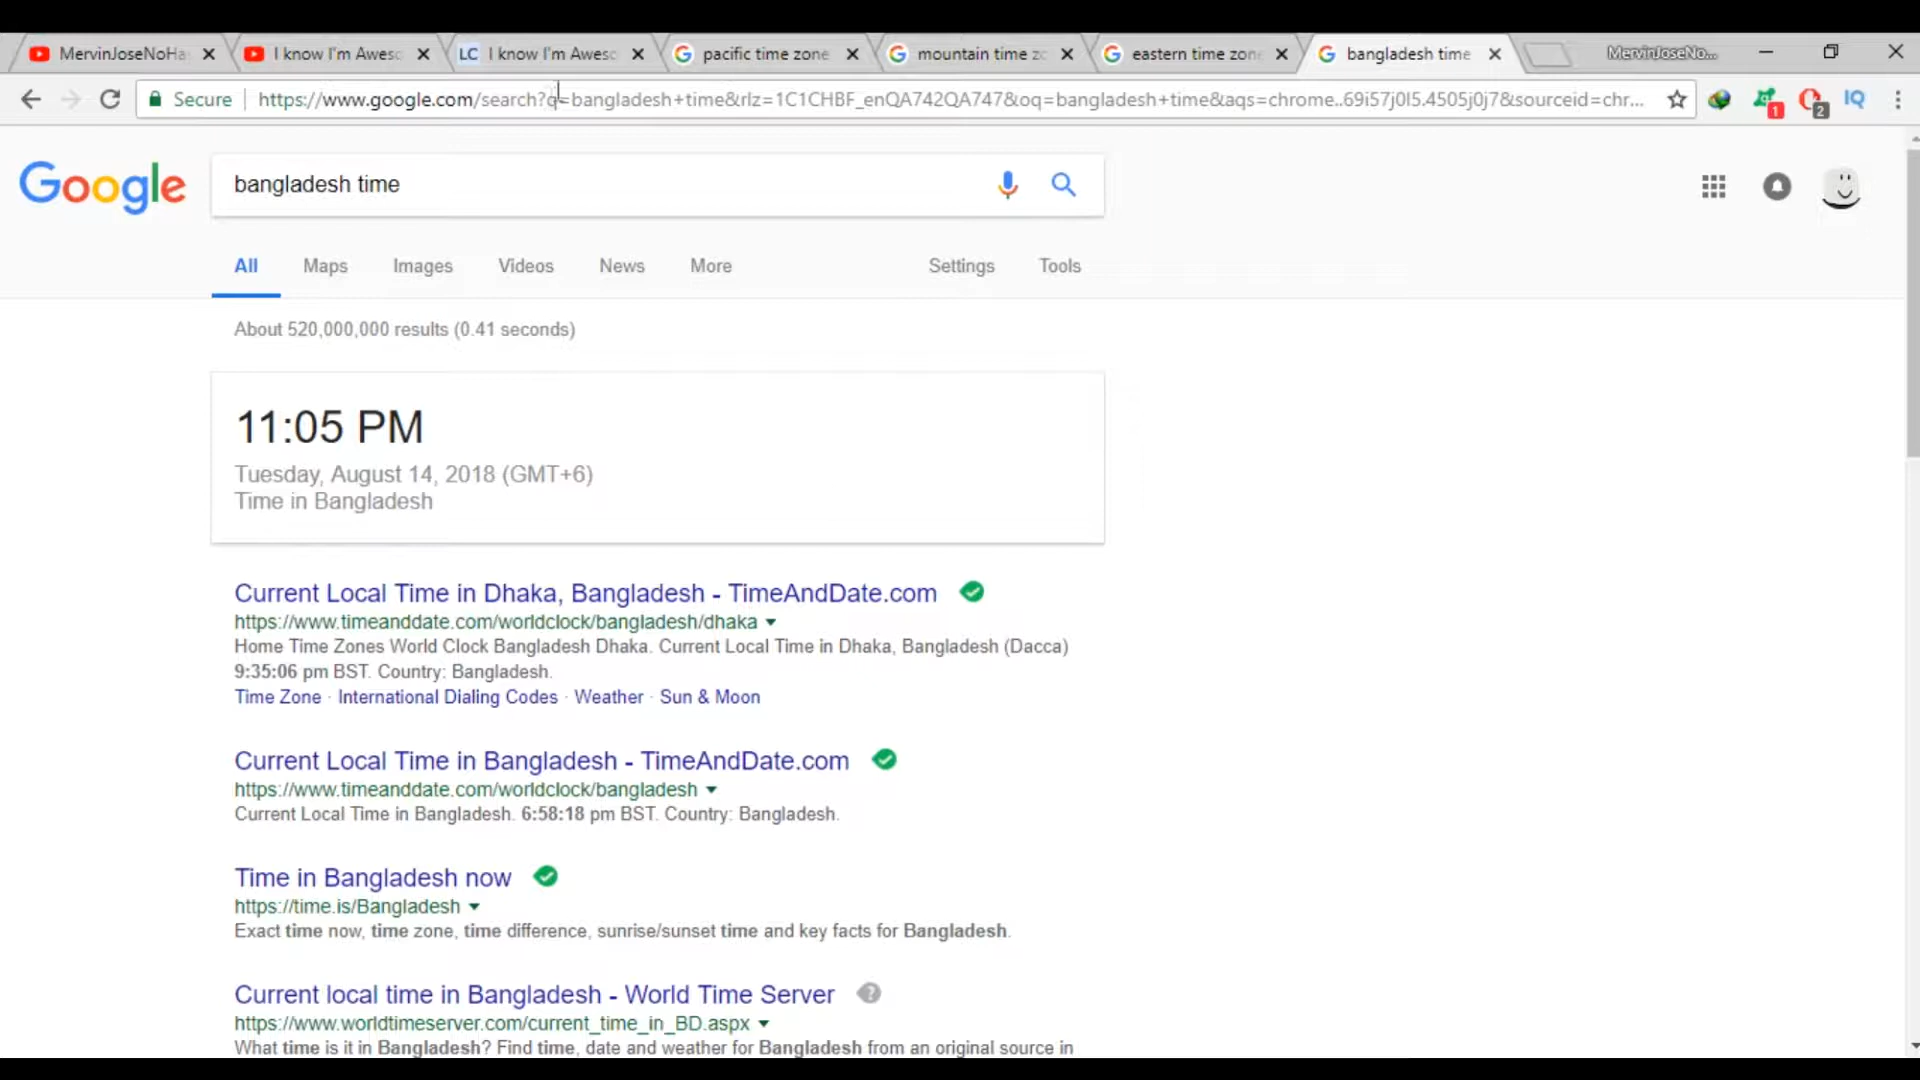 MervinJoseNoHa
I know I'm Aweso
LC I know I'm Aweso
pacific time zone
mountain time zo
eastern time zone
bangladesh time
MervinJoseNo...
Secure https://www.google.com/search?q=bangladesh+time&rlz=1C1CHBF_enQA742QA747&oq=bangladesh+time&aqs=chrome..69i57j0l5.4505j0j7&sourceid=chr...
1
2
IQ
Google
bangladesh time
All Maps Images Videos News More Settings Tools
About 520,000,000 results (0.41 seconds)
11:05 PM
Tuesday, August 14, 2018 (GMT+6)
Time in Bangladesh
Current Local Time in Dhaka, Bangladesh - TimeAndDate.com
https://www.timeanddate.com/worldclock/bangladesh/dhaka
Home Time Zones World Clock Bangladesh Dhaka. Current Local Time in Dhaka, Bangladesh (Dacca)
9:35:06 pm BST. Country: Bangladesh.
Time Zone · International Dialing Codes · Weather · Sun & Moon
Current Local Time in Bangladesh - TimeAndDate.com
https://www.timeanddate.com/worldclock/bangladesh
Current Local Time in Bangladesh. 6:58:18 pm BST. Country: Bangladesh.
Time in Bangladesh now
https://time.is/Bangladesh
Exact time now, time zone, time difference, sunrise/sunset time and key facts for Bangladesh.
Current local time in Bangladesh - World Time Server
https://www.worldtimeserver.com/current_time_in_BD.aspx
What time is it in Bangladesh? Find time, date and weather for Bangladesh from an original source in